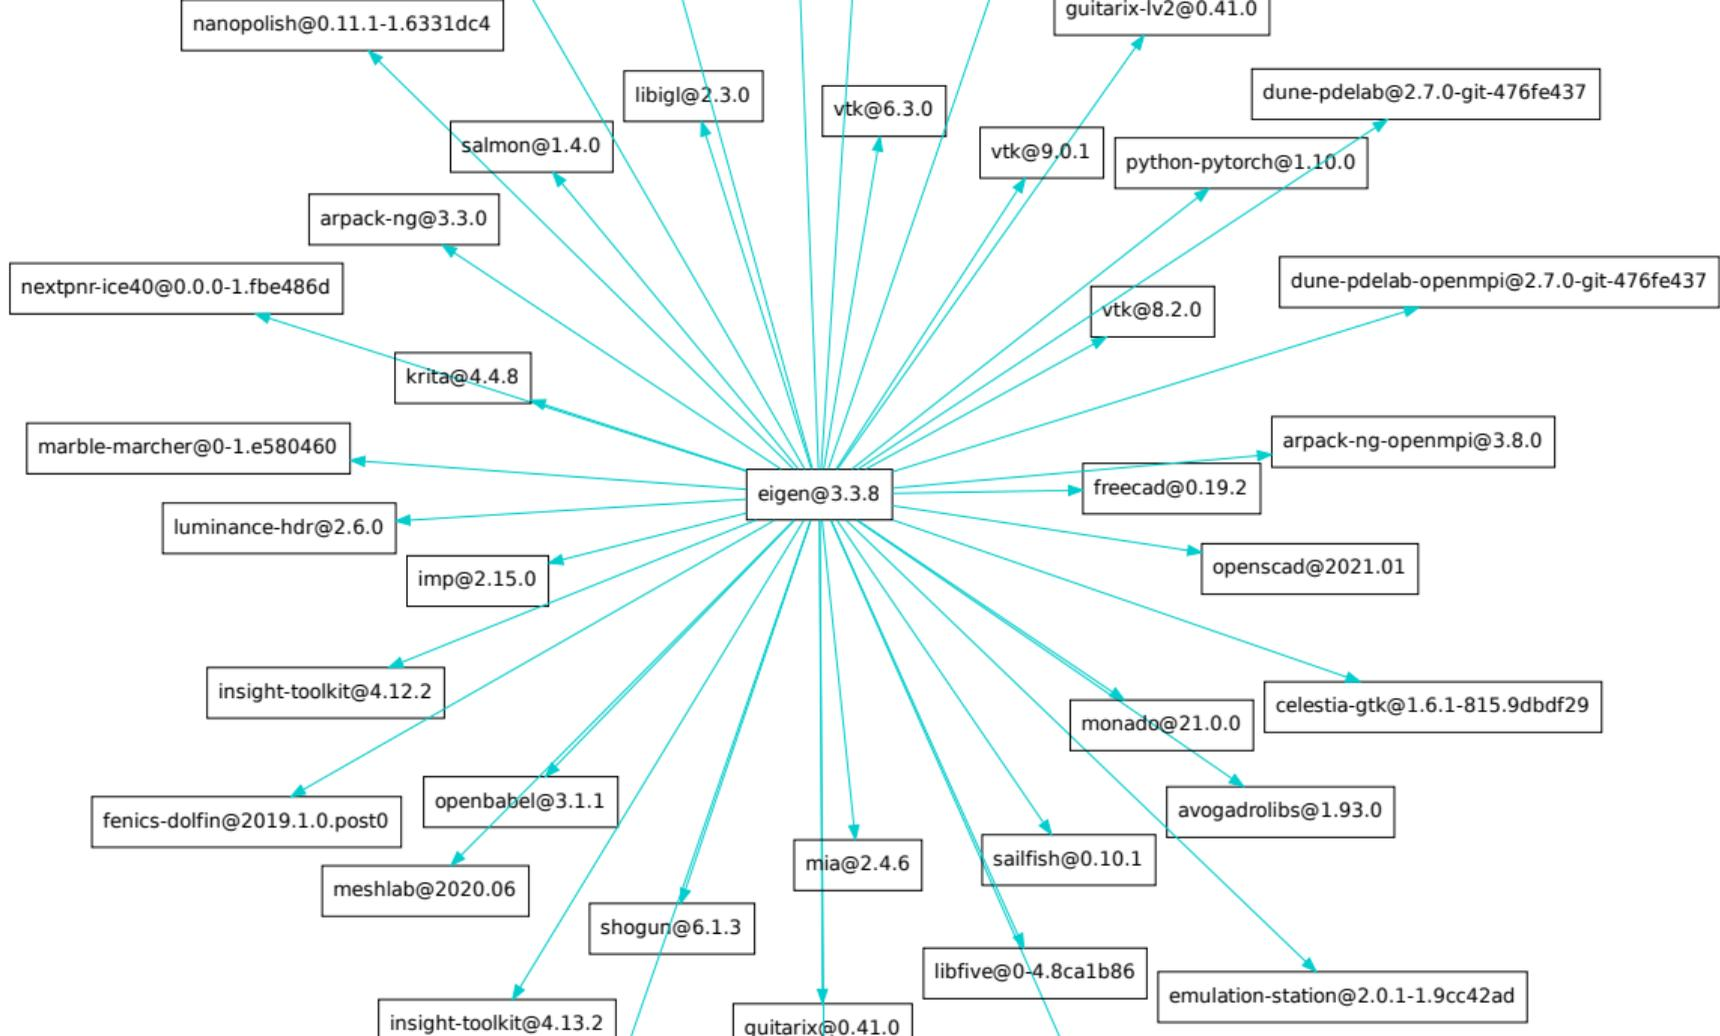 nanopolish@0.11.1-1.6331dc4
guitarix-lv2@0.41.0
libigl@2.3.0
vtk@6.3.0
dune-pdelab@2.7.0-git-476fe437
salmon@1.4.0
vtk@9.0.1
python-pytorch@1.10.0
arpack-ng@3.3.0
nextpnr-ice40@0.0.0-1.fbe486d
dune-pdelab-openmpi@2.7.0-git-476fe437
vtk@8.2.0
krita@4.4.8
marble-marcher@0-1.e580460
arpack-ng-openmpi@3.8.0
eigen@3.3.8
freecad@0.19.2
luminance-hdr@2.6.0
imp@2.15.0
openscad@2021.01
insight-toolkit@4.12.2
monado@21.0.0
celestia-gtk@1.6.1-815.9dbdf29
openbabel@3.1.1
avogadrolibs@1.93.0
fenics-dolfin@2019.1.0.post0
mia@2.4.6
sailfish@0.10.1
meshlab@2020.06
shogun@6.1.3
libfive@0-4.8ca1b86
emulation-station@2.0.1-1.9cc42ad
insight-toolkit@4.13.2
guitarix@0.41.0